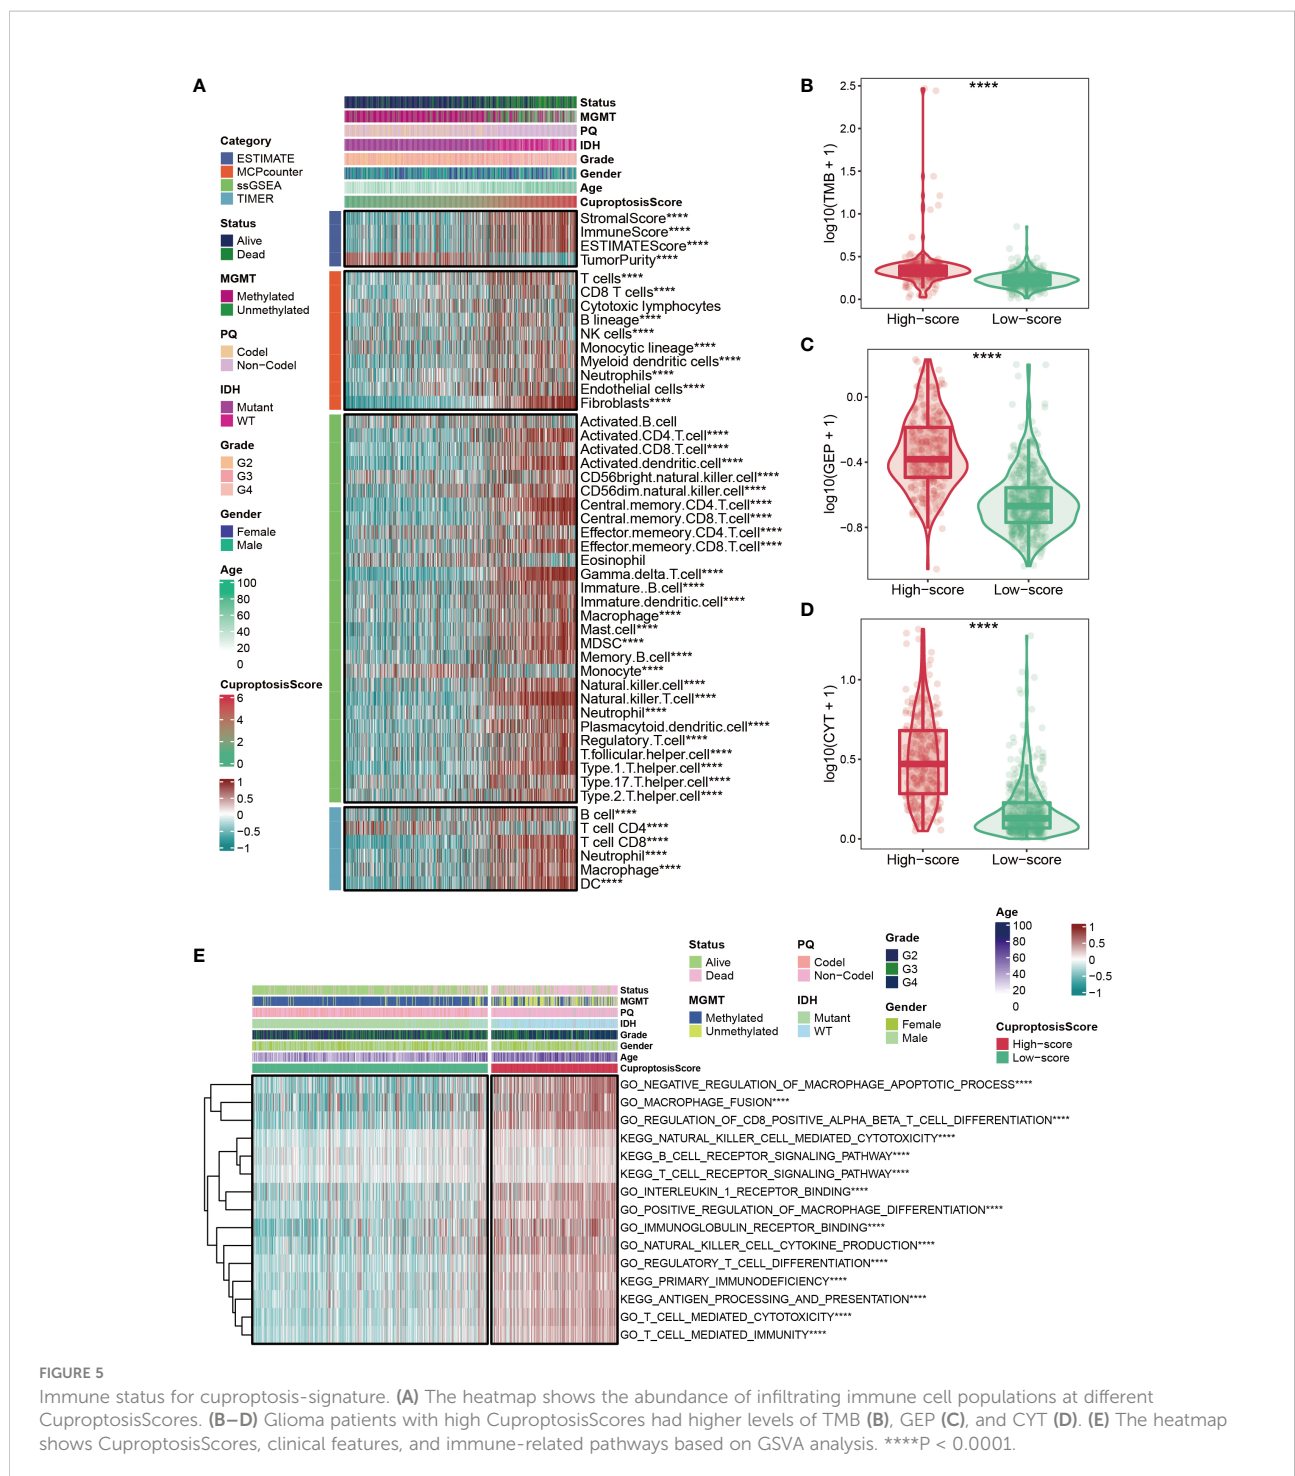 A
Status
MGMT
PQ
IDH
Grade
Gender
Age
CuproptosisScore
Category
ESTIMATE
MCPcounter
ssGSEA
TIMER
Status
Alive
Dead
MGMT
Methylated
Unmethylated
PQ
Codel
Non−Codel
IDH
Mutant
WT
Grade
G2
G3
G4
Gender
Female
Male
Age
100
80
60
40
20
0
CuproptosisScore
6
4
2
0
1
0.5
0
−0.5
−1
StromalScore****
ImmuneScore****
ESTIMATEScore****
TumorPurity****
T cells****
CD8 T cells****
Cytotoxic lymphocytes
B lineage****
NK cells****
Monocytic lineage****
Myeloid dendritic cells****
Neutrophils****
Endothelial cells****
Fibroblasts****
Activated.B.cell
Activated.CD4.T.cell****
Activated.CD8.T.cell****
Activated.dendritic.cell****
CD56bright.natural.killer.cell****
CD56dim.natural.killer.cell****
Central.memory.CD4.T.cell****
Central.memory.CD8.T.cell****
Effector.memeory.CD4.T.cell****
Effector.memeory.CD8.T.cell****
Eosinophil
Gamma.delta.T.cell****
Immature..B.cell****
Immature.dendritic.cell****
Macrophage****
Mast.cell****
MDSC****
Memory.B.cell****
Monocyte****
Natural.killer.cell****
Natural.killer.T.cell****
Neutrophil****
Plasmacytoid.dendritic.cell****
Regulatory.T.cell****
T.follicular.helper.cell****
Type.1.T.helper.cell****
Type.17.T.helper.cell****
Type.2.T.helper.cell****
B cell****
T cell CD4****
T cell CD8****
Neutrophil****
Macrophage****
DC****
B
****
log10(TMB + 1)
2.5
2.0
1.5
1.0
0.5
0.0
High−score Low−score
C
****
log10(GEP + 1)
0.0
−0.4
−0.8
High−score Low−score
D
****
log10(CYT + 1)
1.0
0.5
0.0
High−score Low−score
E
Status
Alive
Dead
MGMT
Methylated
Unmethylated
PQ
Codel
Non−Codel
IDH
Mutant
WT
Grade
G2
G3
G4
Gender
Female
Male
Age
100
80
60
40
20
0
1
0.5
0
−0.5
−1
CuproptosisScore
High−score
Low−score
Status
MGMT
PQ
IDH
Grade
Gender
Age
CuproptosisScore
GO_NEGATIVE_REGULATION_OF_MACROPHAGE_APOPTOTIC_PROCESS****
GO_MACROPHAGE_FUSION****
GO_REGULATION_OF_CD8_POSITIVE_ALPHA_BETA_T_CELL_DIFFERENTIATION****
KEGG_NATURAL_KILLER_CELL_MEDIATED_CYTOTOXICITY****
KEGG_B_CELL_RECEPTOR_SIGNALING_PATHWAY****
KEGG_T_CELL_RECEPTOR_SIGNALING_PATHWAY****
GO_INTERLEUKIN_1_RECEPTOR_BINDING****
GO_POSITIVE_REGULATION_OF_MACROPHAGE_DIFFERENTIATION****
GO_IMMUNOGLOBULIN_RECEPTOR_BINDING****
GO_NATURAL_KILLER_CELL_CYTOKINE_PRODUCTION****
GO_REGULATORY_T_CELL_DIFFERENTIATION****
KEGG_PRIMARY_IMMUNODEFICIENCY****
KEGG_ANTIGEN_PROCESSING_AND_PRESENTATION****
GO_T_CELL_MEDIATED_CYTOTOXICITY****
GO_T_CELL_MEDIATED_IMMUNITY****
FIGURE 5
Immune status for cuproptosis-signature. (A) The heatmap shows the abundance of infiltrating immune cell populations at different
CuproptosisScores. (B–D) Glioma patients with high CuproptosisScores had higher levels of TMB (B), GEP (C), and CYT (D). (E) The heatmap
shows CuproptosisScores, clinical features, and immune-related pathways based on GSVA analysis. ****P < 0.0001.